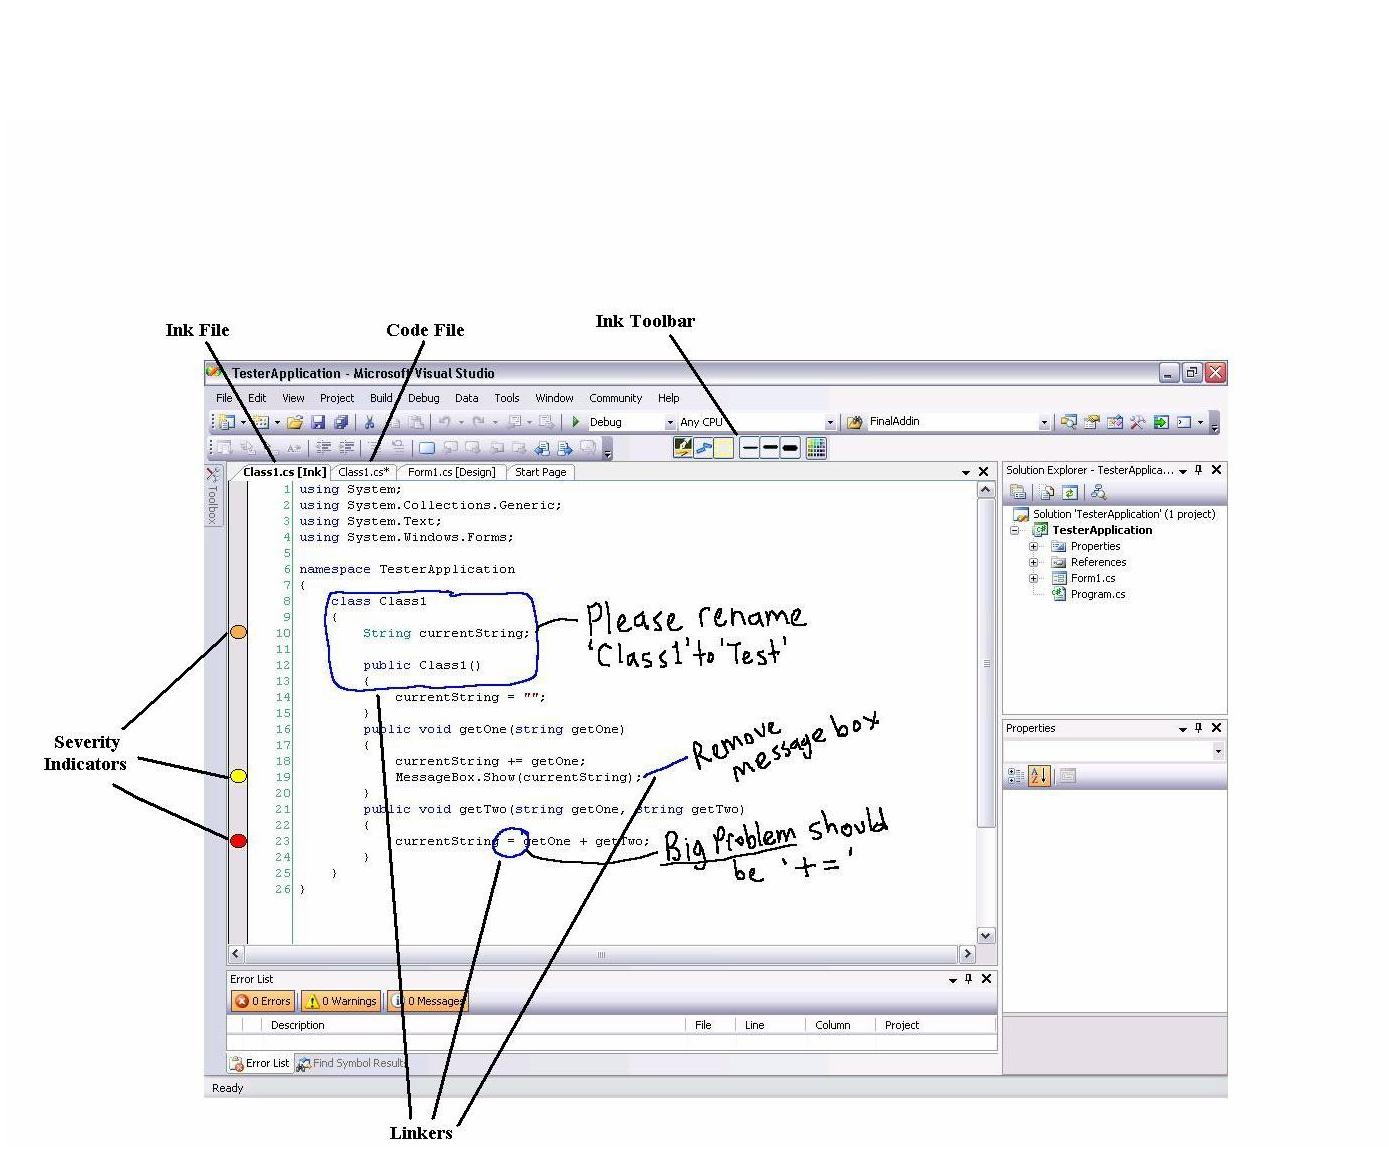 Ink File
Code File
Ink Toolbar
TesterApplication - Microsoft Visual Studio
File Edit View Project Build Debug Data Tools Window Community Help
Debug Any CPU FinalAddin
Class1.cs [Ink] Class1.cs* Form1.cs [Design] Start Page
Toolbox
1 using System;
2 using System.Collections.Generic;
3 using System.Text;
4 using System.Windows.Forms;
5
6 namespace TesterApplication
7 {
8 class Class1
9 {
10 String currentString;
11
12 public Class1()
13 {
14 currentString = "";
15 }
16 public void getOne(string getOne)
17 {
18 currentString += getOne;
19 MessageBox.Show(currentString);
20 }
21 public void getTwo(string getOne, string getTwo)
22 {
23 currentString = getOne + getTwo;
24 }
25 }
26 }
Please rename
'Class1' to 'Test'
Remove
message box
Big Problem should
be '+='
Severity
Indicators
Solution Explorer - TesterApplica...
Solution 'TesterApplication' (1 project)
TesterApplication
Properties
References
Form1.cs
Program.cs
Properties
Error List
0 Errors 0 Warnings 0 Messages
Description File Line Column Project
Error List Find Symbol Results
Ready
Linkers